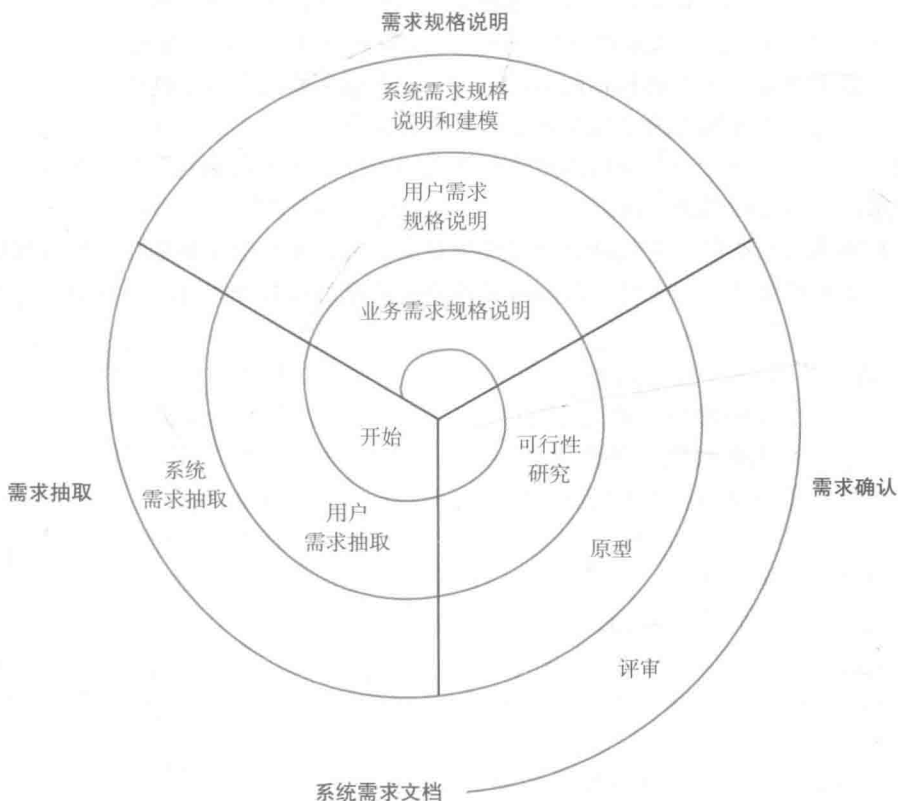 需求规格说明
系统需求规格
说明和建模
用户需求
规格说明
业务需求规格说明
开始
可行性
研究
系统
需求抽取
需求抽取
需求确认
用户
需求抽取
原型
评审
系统需求文档